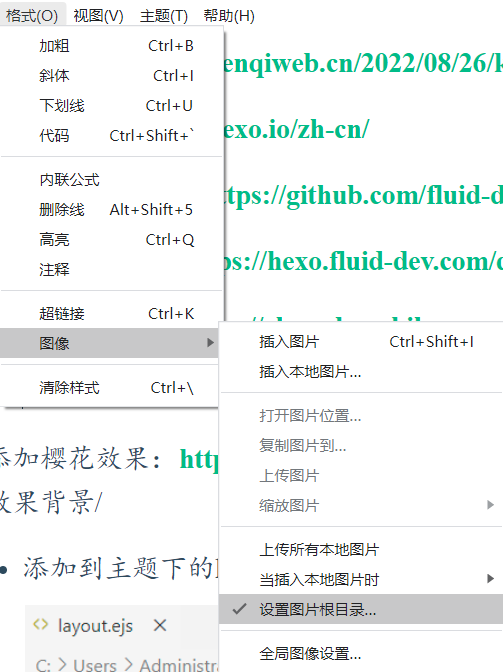 格式(O) 视图(V) 主题(T) 帮助(H)
加粗 Ctrl+B
斜体 Ctrl+I
下划线 Ctrl+U
代码 Ctrl+Shift+`
内联公式
删除线 Alt+Shift+5
高亮 Ctrl+Q
注释
超链接 Ctrl+K
图像
清除样式 Ctrl+\
enqiweb.cn/2022/08/26/
exo.io/zh-cn/
ttps://github.com/fluid-d
ps://hexo.fluid-dev.com/
插入图片 Ctrl+Shift+I
插入本地图片...
打开图片位置...
复制图片到...
上传图片
缩放图片
上传所有本地图片
当插入本地图片时
设置图片根目录...
全局图像设置...
添加樱花效果：http
效果背景/
添加到主题下的
layout.ejs
C: > Users > Administra